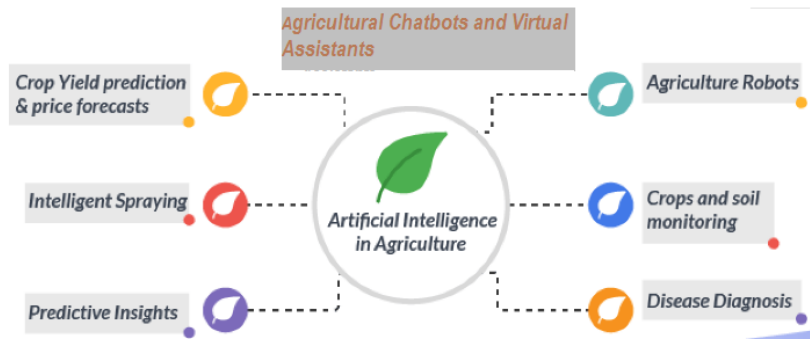 Agricultural Chatbots and Virtual
Assistants
Crop Yield prediction
& price forecasts
Agriculture Robots
Intelligent Spraying
Artificial Intelligence
in Agriculture
Crops and soil
monitoring
Predictive Insights
Disease Diagnosis